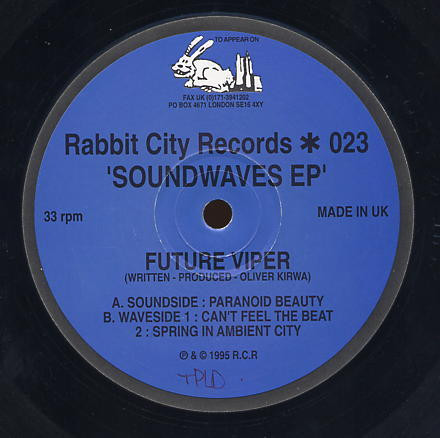 TO APPEAR ON
FAX UK (0)171-3941202
PO BOX 4671 LONDON SE16 4XY
Rabbit City Records * 023
'SOUNDWAVES EP'
33 rpm
MADE IN UK
FUTURE VIPER
(WRITTEN - PRODUCED - OLIVER KIRWA)
A. SOUNDSIDE : PARANOID BEAUTY
B. WAVESIDE 1 : CAN'T FEEL THE BEAT
2 : SPRING IN AMBIENT CITY
℗ & © 1995 R.C.R